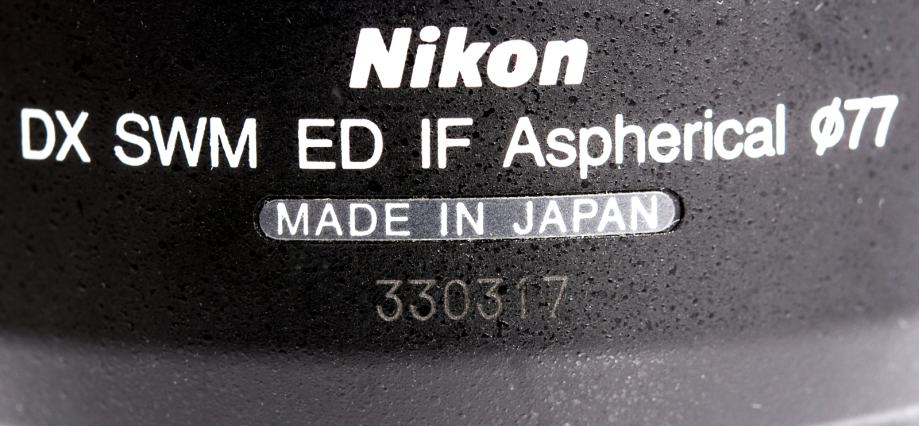 Nikon
DX SWM ED IF Aspherical ø77
MADE IN JAPAN
330317